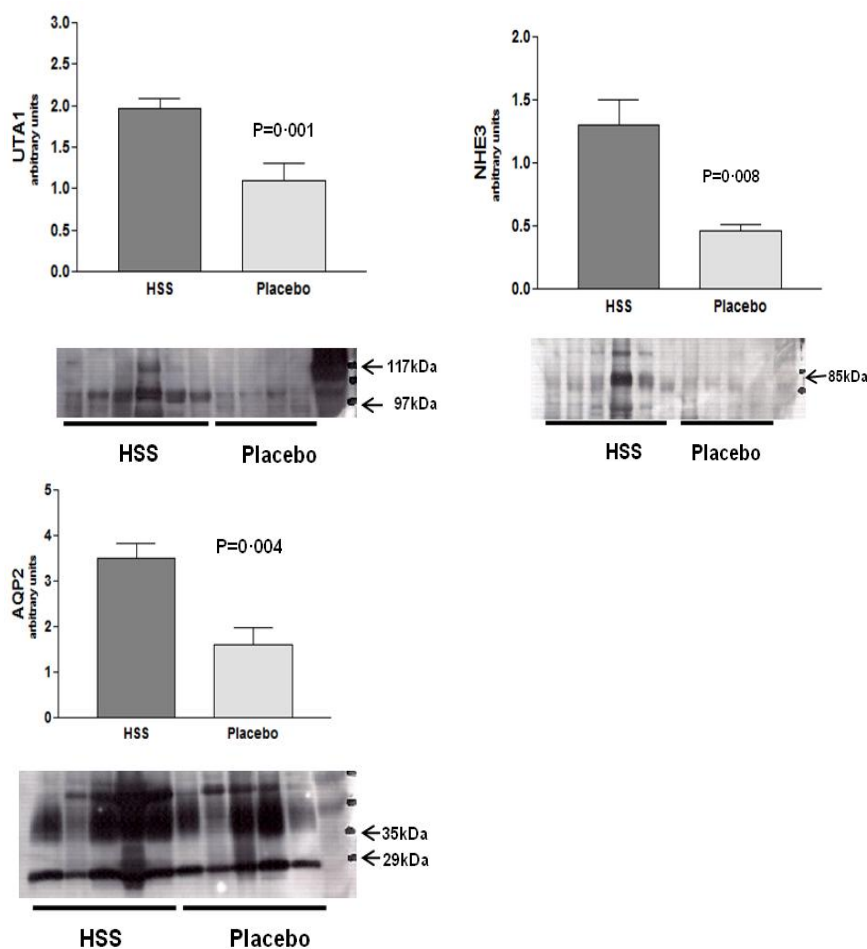 UTA1
arbitrary units
2.5
2.0
1.5
1.0
0.5
0.0
P=0·001
HSS
Placebo
117kDa
97kDa
HSS
Placebo
NHE3
arbitrary units
2.0
1.5
1.0
0.5
0.0
P=0·008
HSS
Placebo
85kDa
HSS
Placebo
AQP2
arbitrary units
5
4
3
2
1
0
P=0·004
HSS
Placebo
35kDa
29kDa
HSS
Placebo